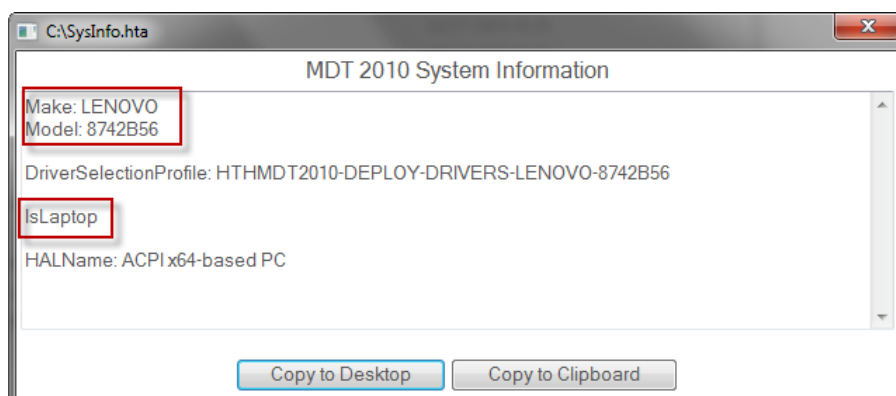 C:\SysInfo.hta
x
MDT 2010 System Information
Make: LENOVO
Model: 8742B56
DriverSelectionProfile: HTHMDT2010-DEPLOY-DRIVERS-LENOVO-8742B56
IsLaptop
HALName: ACPI x64-based PC
Copy to Desktop
Copy to Clipboard